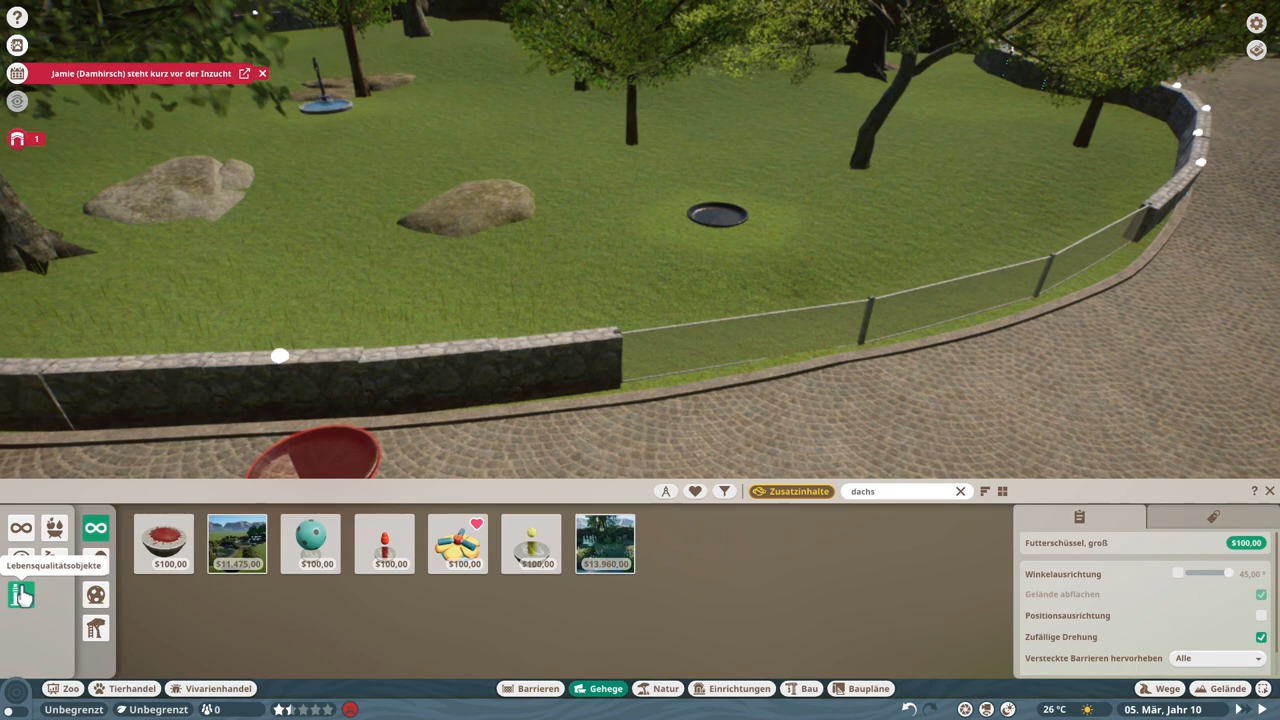 ?
Jamie (Damhirsch) steht kurz vor der Inzucht
1
Zusatzinhalte
dachs
?
$100,00
$11.475,00
$100,00
$100,00
$100,00
$100,00
$13.960,00
Lebensqualitätsobjekte
Futterschüssel, groß
$100,00
Winkelausrichtung
45,00 °
Gelände abflachen
Positionsausrichtung
Zufällige Drehung
Versteckte Barrieren hervorheben
Alle
Zoo
Tierhandel
Vivarienhandel
Barrieren
Gehege
Natur
Einrichtungen
Bau
Baupläne
Wege
Gelände
Unbegrenzt
Unbegrenzt
0
26 °C
05. Mär, Jahr 10